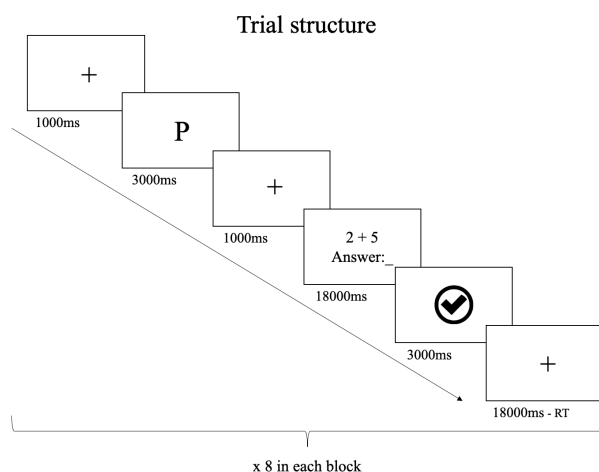 Trial structure
+
1000ms
P
3000ms
+
1000ms
2 + 5
Answer:_
18000ms
3000ms
+
18000ms - RT
x 8 in each block